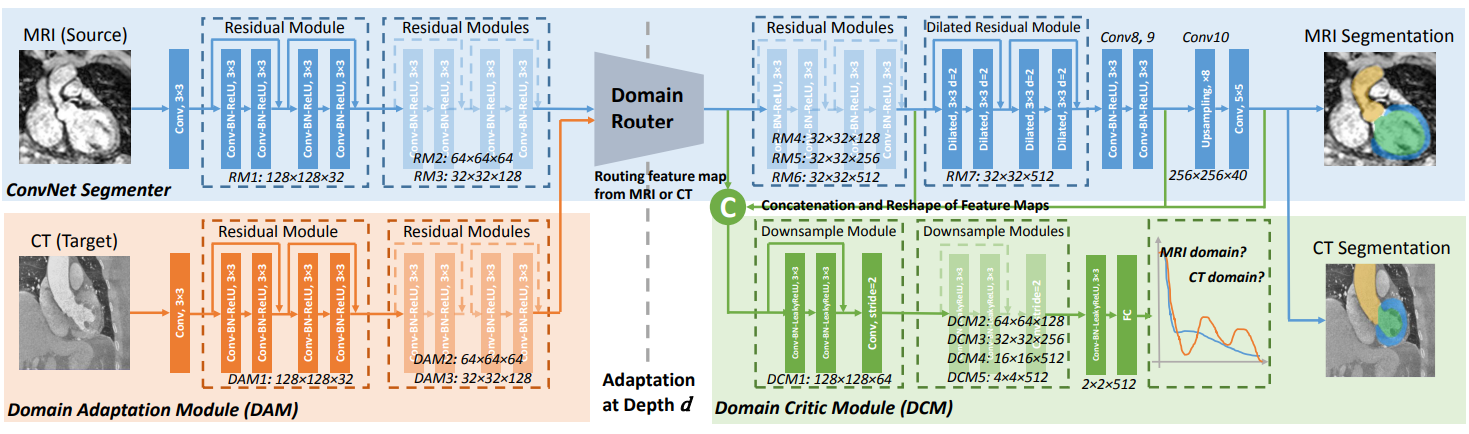 MRI (Source)
Residual Module
Residual Modules
Conv, 3×3
Conv-BN-ReLU, 3×3
Conv-BN-ReLU, 3×3
Conv-BN-ReLU, 3×3
Conv-BN-ReLU, 3×3
Conv-BN-ReLU, 3×3
Conv-BN-ReLU, 3×3
Conv-BN-ReLU, 3×3
Conv-BN-ReLU, 3×3
RM1: 128×128×32
RM2: 64×64×64
RM3: 32×32×128
ConvNet Segmenter
Domain
Router
Routing feature map
from MRI or CT
Residual Modules
Conv-BN-ReLU, 3×3
Conv-BN-ReLU, 3×3
Conv-BN-ReLU, 3×3
Conv-BN-ReLU, 3×3
RM4: 32×32×128
RM5: 32×32×256
RM6: 32×32×512
Dilated Residual Module
Dilated, 3×3 d=2
Dilated, 3×3 d=2
Dilated, 3×3 d=2
Dilated, 3×3 d=2
RM7: 32×32×512
Conv8, 9
Conv-BN-ReLU, 3×3
Conv-BN-ReLU, 3×3
Conv10
Upsampling, ×8
Conv, 5×5
256×256×40
MRI Segmentation
C
Concatenation and Reshape of Feature Maps
CT (Target)
Residual Module
Residual Modules
Conv, 3×3
Conv-BN-ReLU, 3×3
Conv-BN-ReLU, 3×3
Conv-BN-ReLU, 3×3
Conv-BN-ReLU, 3×3
Conv-BN-ReLU, 3×3
Conv-BN-ReLU, 3×3
Conv-BN-ReLU, 3×3
Conv-BN-ReLU, 3×3
DAM1: 128×128×32
DAM2: 64×64×64
DAM3: 32×32×128
Domain Adaptation Module (DAM)
Adaptation
at Depth d
Downsample Module
Conv-BN-LeakyReLU, 3×3
Conv-BN-LeakyReLU, 3×3
Conv, stride=2
DCM1: 128×128×64
Downsample Modules
DCM2: 64×64×128
DCM3: 32×32×256
DCM4: 16×16×512
DCM5: 4×4×512
Conv-BN-LeakyReLU, 3×3
FC
2×2×512
MRI domain?
CT domain?
CT Segmentation
Domain Critic Module (DCM)